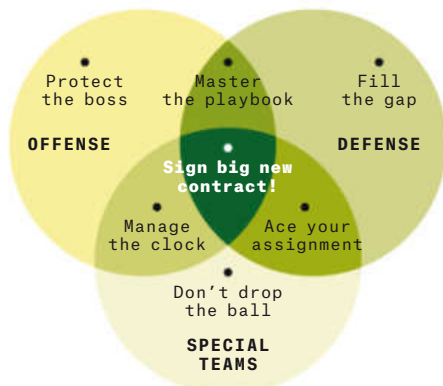 Protect
the boss
Master
the playbook
Fill
the gap
OFFENSE
DEFENSE
Sign big new
contract!
Manage
the clock
Ace your
assignment
Don't drop
the ball
SPECIAL
TEAMS